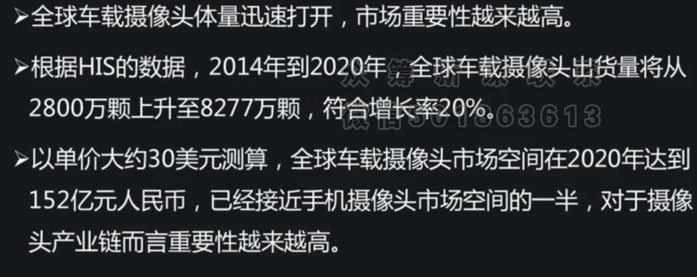 ➢全球车载摄像头体量迅速打开，市场重要性越来越高。
➢根据HIS的数据，2014年到2020年，全球车载摄像头出货量将从
2800万颗上升至8277万颗，符合增长率20%。
➢以单价大约30美元测算，全球车载摄像头市场空间在2020年达到
152亿元人民币，已经接近手机摄像头市场空间的一半，对于摄像
头产业链而言重要性越来越高。